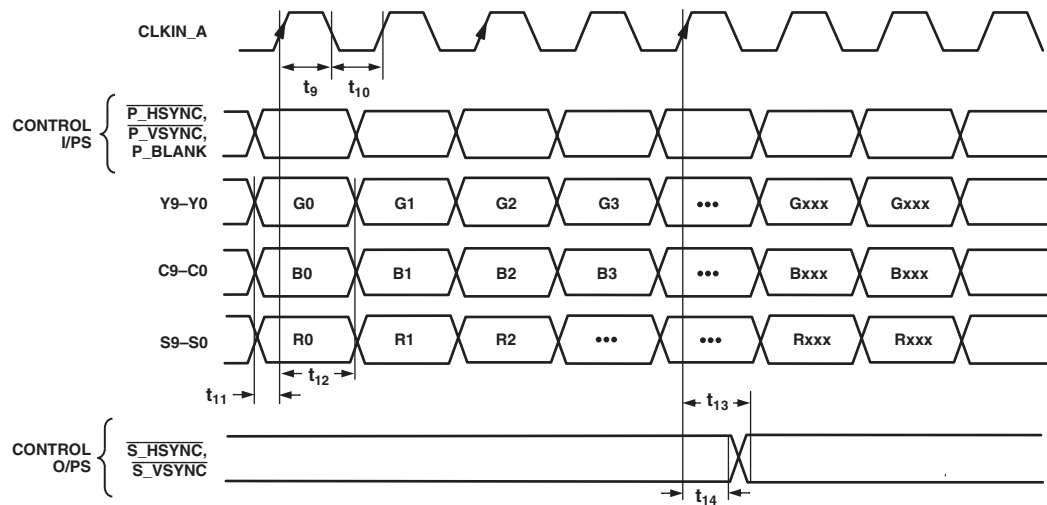 CLKIN_A
t9 t10
CONTROL I/PS
P_HSYNC,
P_VSYNC,
P_BLANK
Y9–Y0 G0 G1 G2 G3 ••• Gxxx Gxxx
C9–C0 B0 B1 B2 B3 ••• Bxxx Bxxx
S9–S0 R0 R1 R2 ••• ••• Rxxx Rxxx
t11 t12 t13
CONTROL O/PS
S_HSYNC,
S_VSYNC
t14